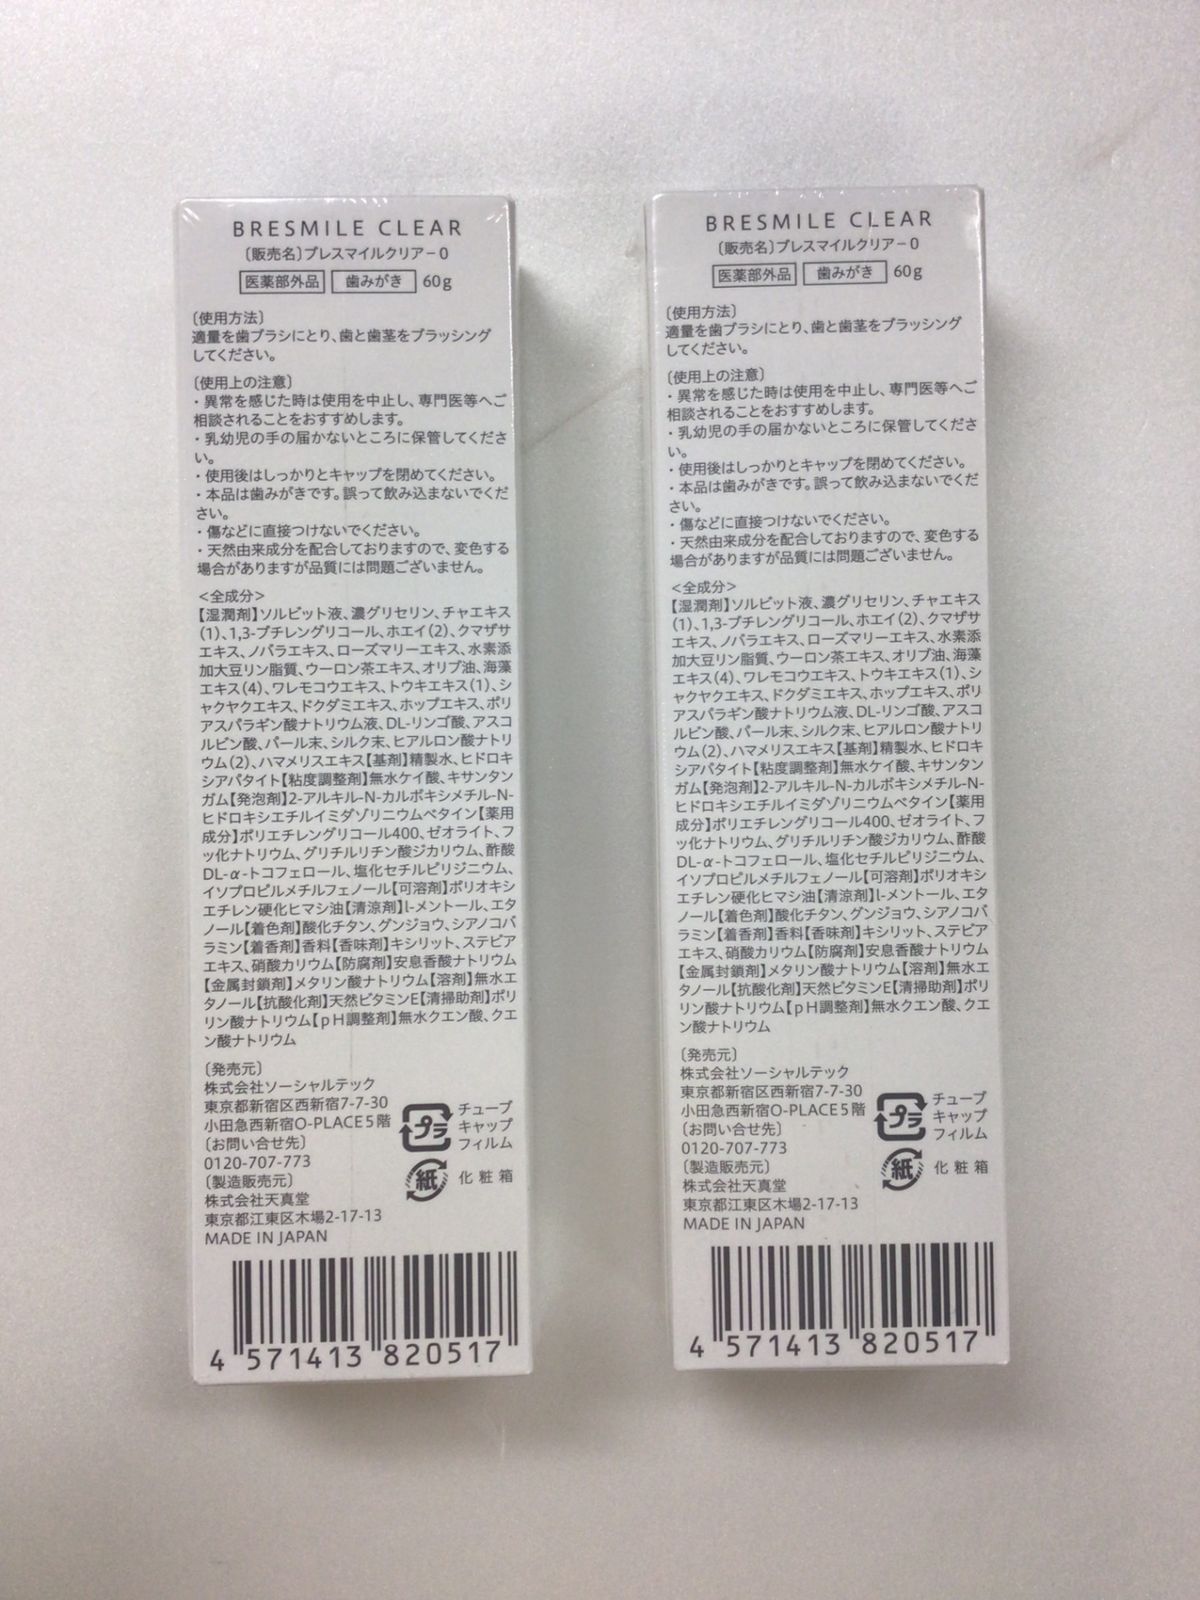 BRESMILE CLEAR
〔販売名〕ブレスマイルクリアー0
医薬部外品 歯みがき 60g
〔使用方法〕
適量を歯ブラシにとり、歯と歯茎をブラッシング
してください。
〔使用上の注意〕
・異常を感じた時は使用を中止し、専門医等へご
相談されることをおすすめします。
・乳幼児の手の届かないところに保管してくださ
い。
・使用後はしっかりとキャップを閉めてください。
・本品は歯みがきです。誤って飲み込まないでくだ
さい。
・傷などに直接つけないでください。
・天然由来成分を配合しておりますので、変色する
場合がありますが品質には問題ございません。
<全成分>
【湿潤剤】ソルビット液、濃グリセリン、チャエキス
(1)、1,3-ブチレングリコール、ホエイ(2)、クマザサ
エキス、ノバラエキス、ローズマリーエキス、水素添
加大豆リン脂質、ウーロン茶エキス、オリブ油、海藻
エキス(4)、ワレモコウエキス、トウキエキス(1)、シ
ャクヤクエキス、ドクダミエキス、ホップエキス、ポリ
アスパラギン酸ナトリウム液、DL-リンゴ酸、アスコ
ルビン酸、パール末、シルク末、ヒアルロン酸ナトリ
ウム(2)、ハマメリスエキス【基剤】精製水、ヒドロキ
シアパタイト【粘度調整剤】無水ケイ酸、キサンタン
ガム【発泡剤】2-アルキル-N-カルボキシメチル-N-
ヒドロキシエチルイミダゾリニウムベタイン【薬用
成分】ポリエチレングリコール400、ゼオライト、フ
ッ化ナトリウム、グリチルリチン酸ジカリウム、酢酸
DL-α-トコフェロール、塩化セチルピリジニウム、
イソプロピルメチルフェノール【可溶剤】ポリオキシ
エチレン硬化ヒマシ油【清涼剤】l-メントール、エタ
ノール【着色剤】酸化チタン、グンジョウ、シアノコバ
ラミン【着香剤】香料【香味剤】キシリット、ステビア
エキス、硝酸カリウム【防腐剤】安息香酸ナトリウム
【金属封鎖剤】メタリン酸ナトリウム【溶剤】無水エ
タノール【抗酸化剤】天然ビタミンE【清掃助剤】ポリ
リン酸ナトリウム【pH調整剤】無水クエン酸、クエ
ン酸ナトリウム
〔発売元〕
株式会社ソーシャルテック
東京都新宿区西新宿7-7-30
小田急西新宿O-PLACE5階
〔お問い合せ先〕
0120-707-773
〔製造販売元〕
株式会社天真堂
東京都江東区木場2-17-13
MADE IN JAPAN
プラ
チューブ
キャップ
フィルム
紙 化粧箱
4 571413 820517
BRESMILE CLEAR
〔販売名〕ブレスマイルクリアー0
医薬部外品 歯みがき 60g
〔使用方法〕
適量を歯ブラシにとり、歯と歯茎をブラッシング
してください。
〔使用上の注意〕
・異常を感じた時は使用を中止し、専門医等へご
相談されることをおすすめします。
・乳幼児の手の届かないところに保管してくださ
い。
・使用後はしっかりとキャップを閉めてください。
・本品は歯みがきです。誤って飲み込まないでくだ
さい。
・傷などに直接つけないでください。
・天然由来成分を配合しておりますので、変色する
場合がありますが品質には問題ございません。
<全成分>
【湿潤剤】ソルビット液、濃グリセリン、チャエキス
(1)、1,3-ブチレングリコール、ホエイ(2)、クマザサ
エキス、ノバラエキス、ローズマリーエキス、水素添
加大豆リン脂質、ウーロン茶エキス、オリブ油、海藻
エキス(4)、ワレモコウエキス、トウキエキス(1)、シ
ャクヤクエキス、ドクダミエキス、ホップエキス、ポリ
アスパラギン酸ナトリウム液、DL-リンゴ酸、アスコ
ルビン酸、パール末、シルク末、ヒアルロン酸ナトリ
ウム(2)、ハマメリスエキス【基剤】精製水、ヒドロキ
シアパタイト【粘度調整剤】無水ケイ酸、キサンタン
ガム【発泡剤】2-アルキル-N-カルボキシメチル-N-
ヒドロキシエチルイミダゾリニウムベタイン【薬用
成分】ポリエチレングリコール400、ゼオライト、フ
ッ化ナトリウム、グリチルリチン酸ジカリウム、酢酸
DL-α-トコフェロール、塩化セチルピリジニウム、
イソプロピルメチルフェノール【可溶剤】ポリオキシ
エチレン硬化ヒマシ油【清涼剤】l-メントール、エタ
ノール【着色剤】酸化チタン、グンジョウ、シアノコバ
ラミン【着香剤】香料【香味剤】キシリット、ステビア
エキス、硝酸カリウム【防腐剤】安息香酸ナトリウム
【金属封鎖剤】メタリン酸ナトリウム【溶剤】無水エ
タノール【抗酸化剤】天然ビタミンE【清掃助剤】ポリ
リン酸ナトリウム【pH調整剤】無水クエン酸、クエ
ン酸ナトリウム
〔発売元〕
株式会社ソーシャルテック
東京都新宿区西新宿7-7-30
小田急西新宿O-PLACE5階
〔お問い合せ先〕
0120-707-773
〔製造販売元〕
株式会社天真堂
東京都江東区木場2-17-13
MADE IN JAPAN
プラ
チューブ
キャップ
フィルム
紙 化粧箱
4 571413 820517